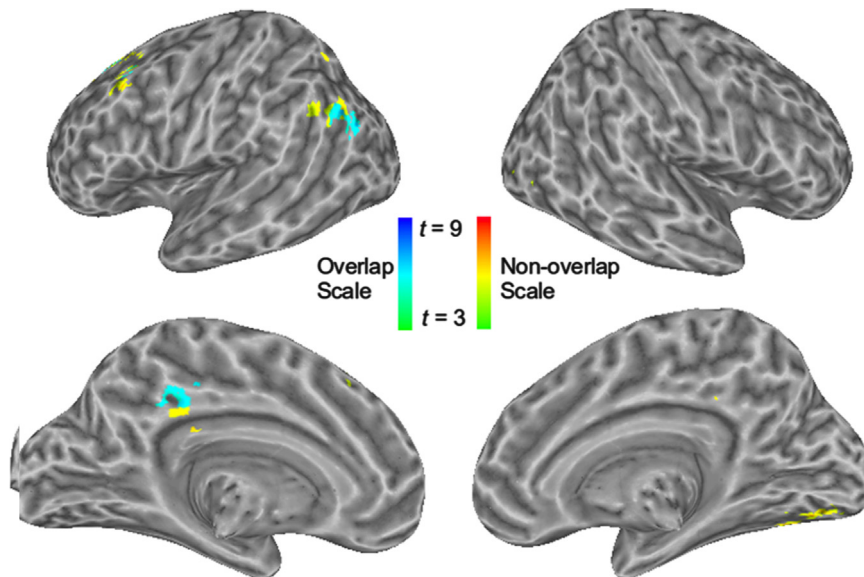 t = 9
Overlap
Scale
Non-overlap
Scale
t = 3